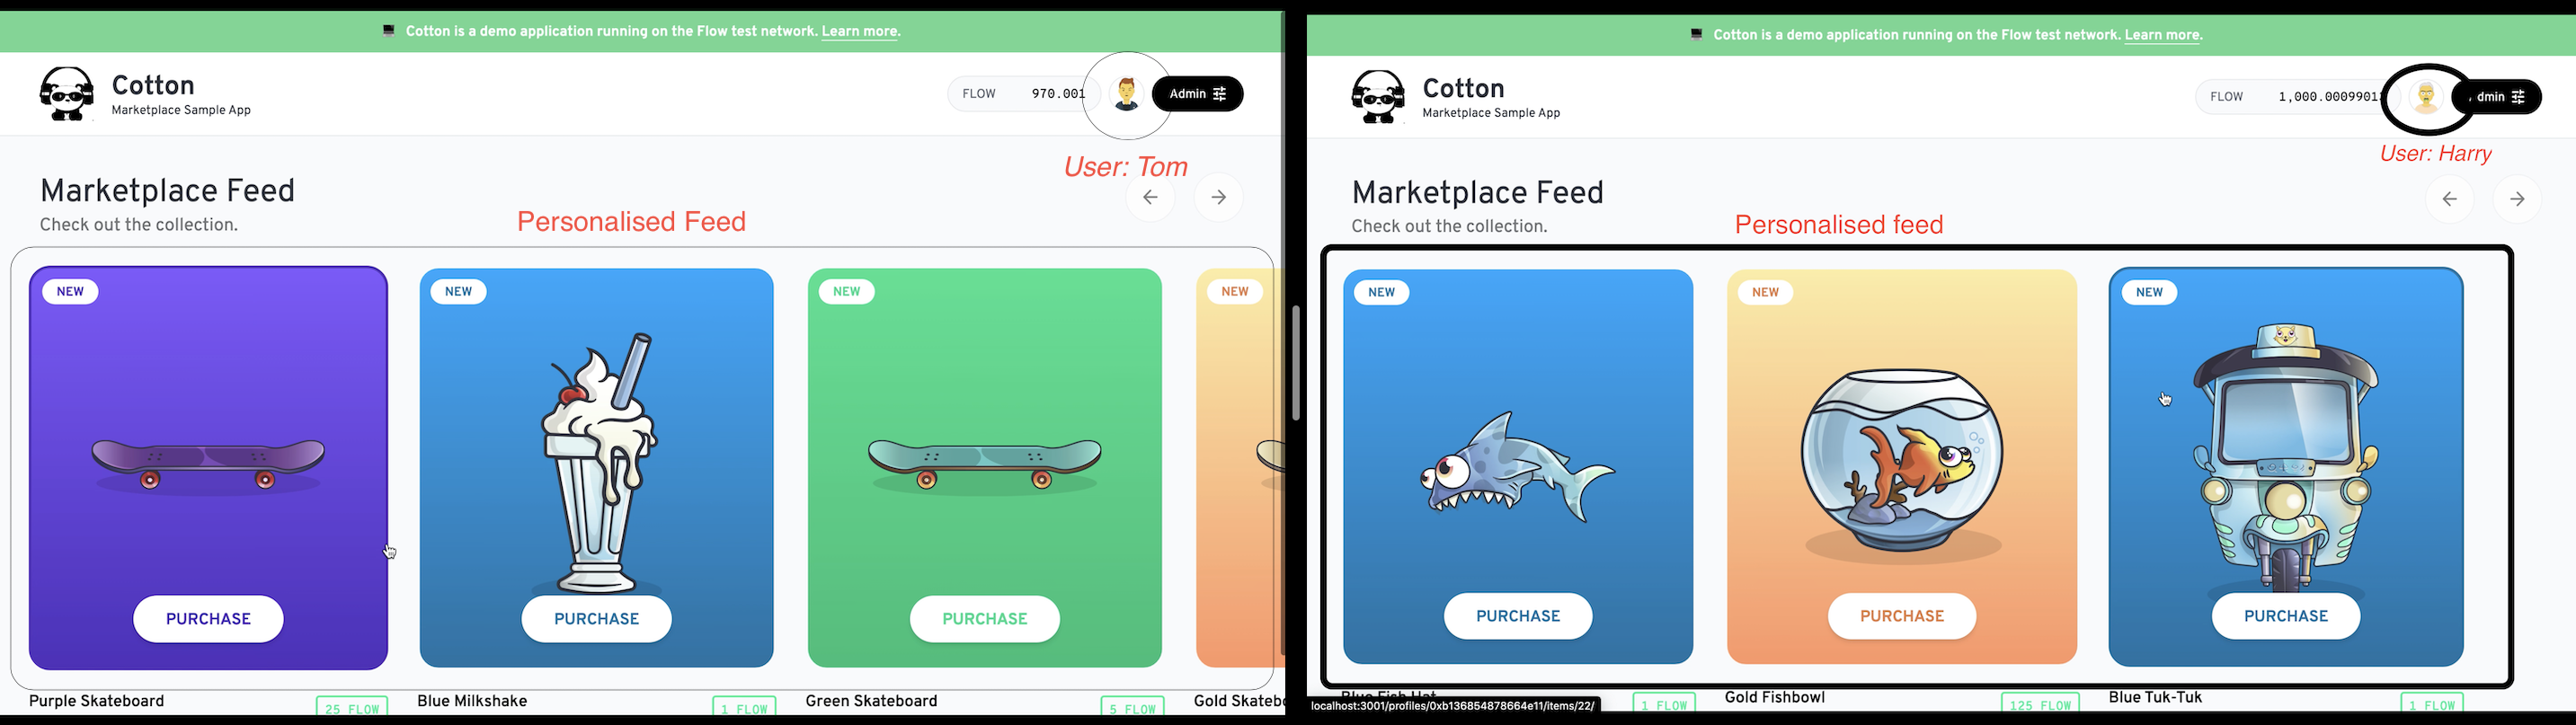 Cotton is a demo application running on the Flow test network. Learn more.
Cotton
Marketplace Sample App
FLOW 970.001
Admin
User: Tom
Marketplace Feed
Check out the collection.
Personalised Feed
NEW
NEW
NEW
NEW
PURCHASE
PURCHASE
PURCHASE
Purple Skateboard
25 FLOW
Blue Milkshake
1 FLOW
Green Skateboard
5 FLOW
Gold Skateb
Cotton is a demo application running on the Flow test network. Learn more.
Cotton
Marketplace Sample App
FLOW 1,000.0009901
dmin
User: Harry
Marketplace Feed
Check out the collection.
Personalised feed
NEW
NEW
NEW
PURCHASE
PURCHASE
PURCHASE
Blue Fish Hat
1 FLOW
Gold Fishbowl
125 FLOW
Blue Tuk-Tuk
1 FLOW
localhost:3001/profiles/0xb136854878664e11/items/22/